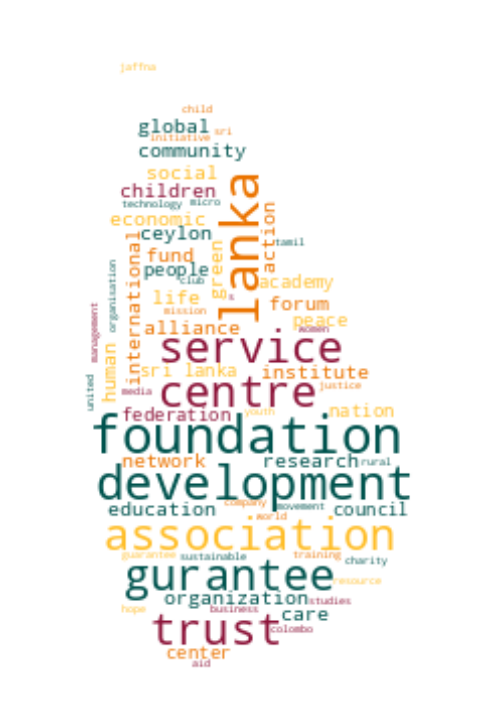 jaffna
child
global
sri
initiative
community
social
children
technology micro
economic
lanka
action
ceylon
tamil
international
fund
green
people
club
academy
organisation
life
s
forum
mission
peace
alliance
women
management
service
human
sri lanka
institute
united
media
centre
justice
federation
youth
nation
foundation
network
research
rural
development
education
company
movement
council
world
association
guarantee
sustainable
training
charity
gurantee
resource
organization
studies
hope
business
care
trust
colombo
center
aid